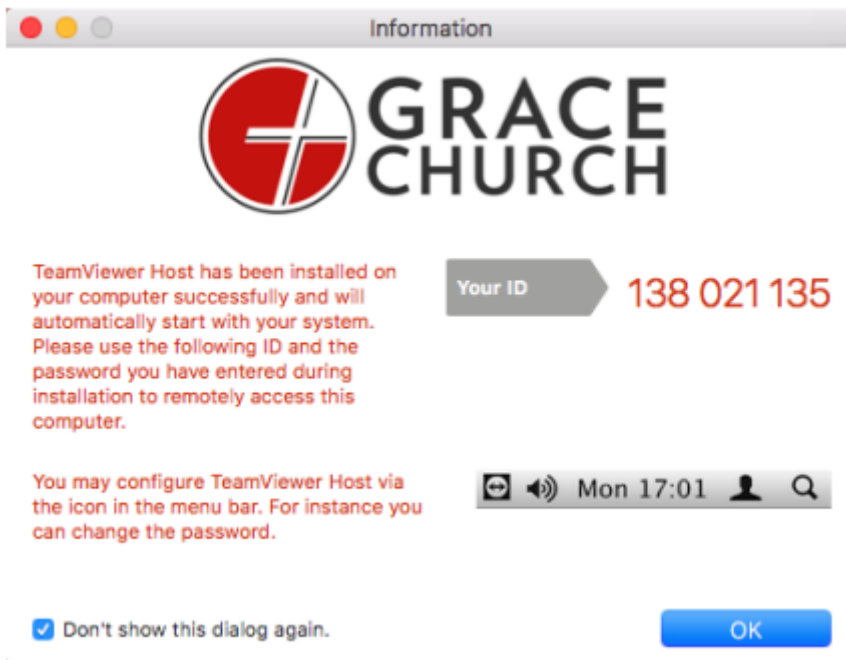 Information
GRACE
CHURCH
TeamViewer Host has been installed on
your computer successfully and will
automatically start with your system.
Please use the following ID and the
password you have entered during
installation to remotely access this
computer.
Your ID
138 021 135
You may configure TeamViewer Host via
the icon in the menu bar. For instance you
can change the password.
Mon 17:01
Don't show this dialog again.
OK